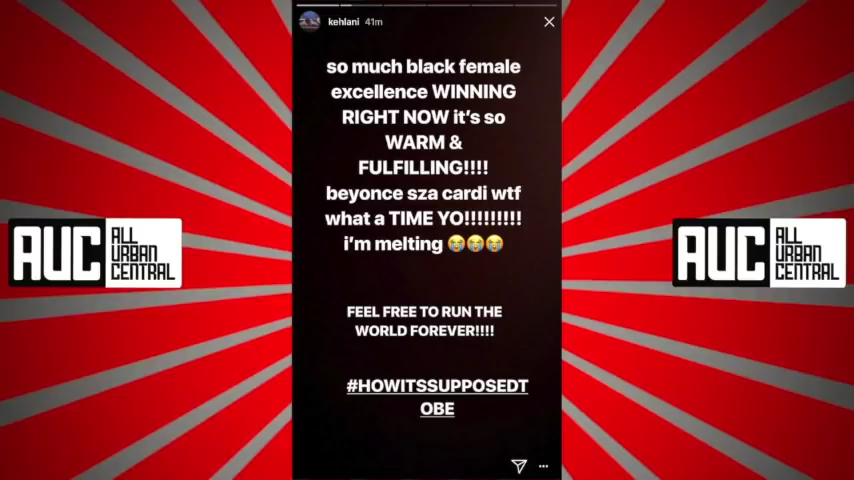 kehlani 41m
so much black female
excellence WINNING
RIGHT NOW it's so
WARM &
FULFILLING!!!!
beyonce sza cardi wtf
what a TIME YO!!!!!!!!!
i'm melting 😭😭😭
FEEL FREE TO RUN THE
WORLD FOREVER!!!!
#HOWITSSUPPOSEDT
OBE
AUC ALL
URBAN
CENTRAL
AUC ALL
URBAN
CENTRAL